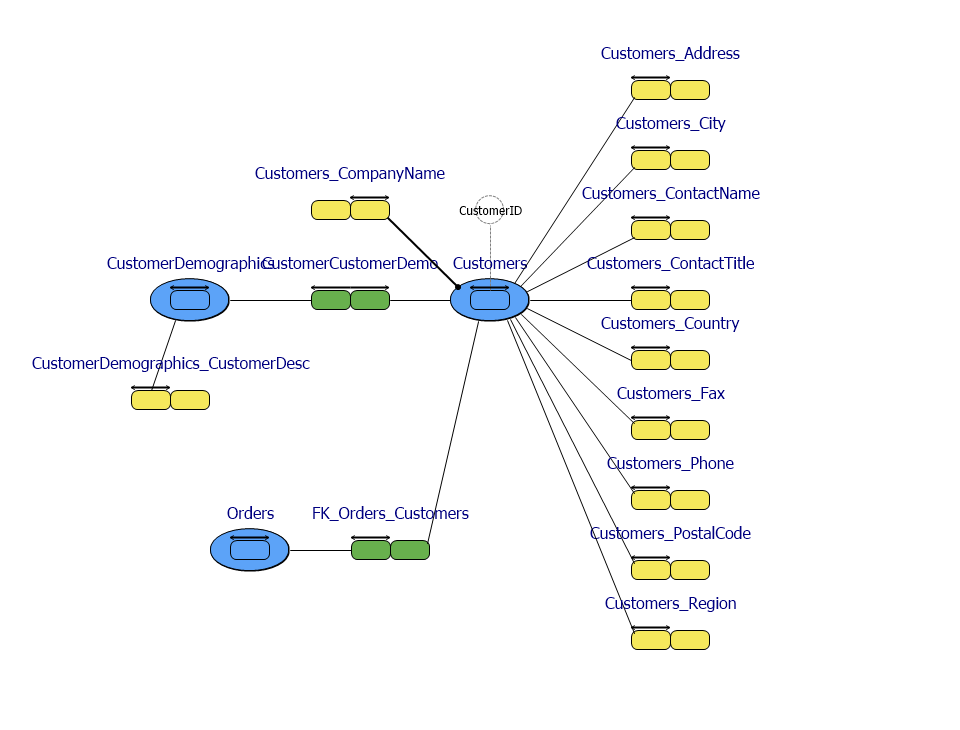 Customers_Address
Customers_City
Customers_CompanyName
Customers_ContactName
CustomerID
CustomerDemographics
CustomerCustomerDemo
Customers
Customers_ContactTitle
Customers_Country
CustomerDemographics_CustomerDesc
Customers_Fax
Customers_Phone
Orders
FK_Orders_Customers
Customers_PostalCode
Customers_Region